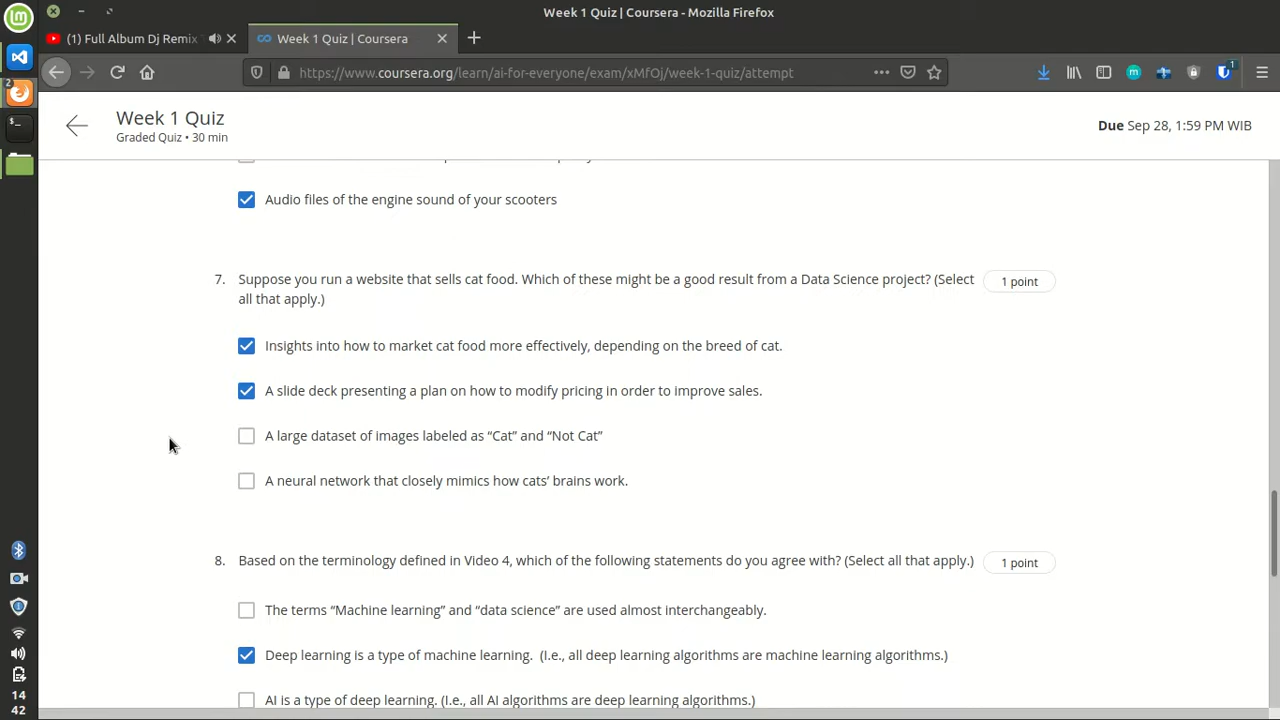 Week 1 Quiz | Coursera - Mozilla Firefox
(1) Full Album Dj Remix
Week 1 Quiz | Coursera
https://www.coursera.org/learn/ai-for-everyone/exam/xMfOj/week-1-quiz/attempt
1
2
Week 1 Quiz
Graded Quiz • 30 min
Due Sep 28, 1:59 PM WIB
Audio files of the engine sound of your scooters
7. Suppose you run a website that sells cat food. Which of these might be a good result from a Data Science project? (Select
all that apply.)
1 point
Insights into how to market cat food more effectively, depending on the breed of cat.
A slide deck presenting a plan on how to modify pricing in order to improve sales.
A large dataset of images labeled as “Cat” and “Not Cat”
A neural network that closely mimics how cats’ brains work.
8. Based on the terminology defined in Video 4, which of the following statements do you agree with? (Select all that apply.)
1 point
The terms “Machine learning” and “data science” are used almost interchangeably.
Deep learning is a type of machine learning. (I.e., all deep learning algorithms are machine learning algorithms.)
AI is a type of deep learning. (I.e., all AI algorithms are deep learning algorithms.)
14
42